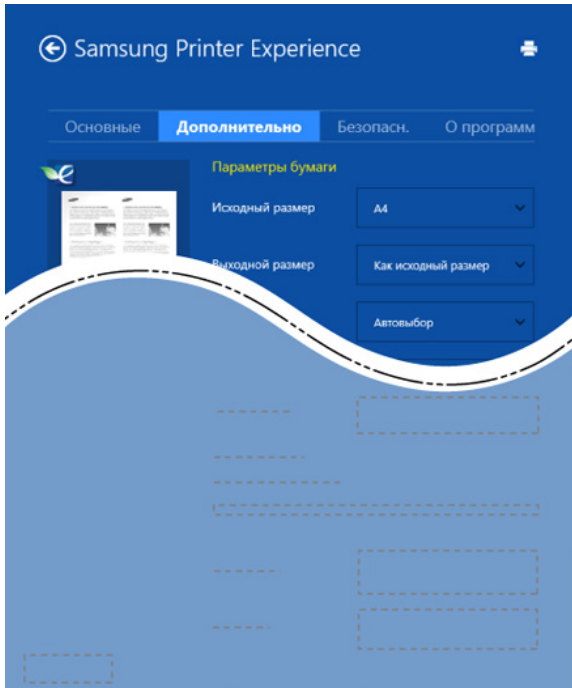 Samsung Printer Experience
Основные Дополнительно Безопасн. О программ
Параметры бумаги
Исходный размер A4
Выходной размер Как исходный размер
Автовыбор